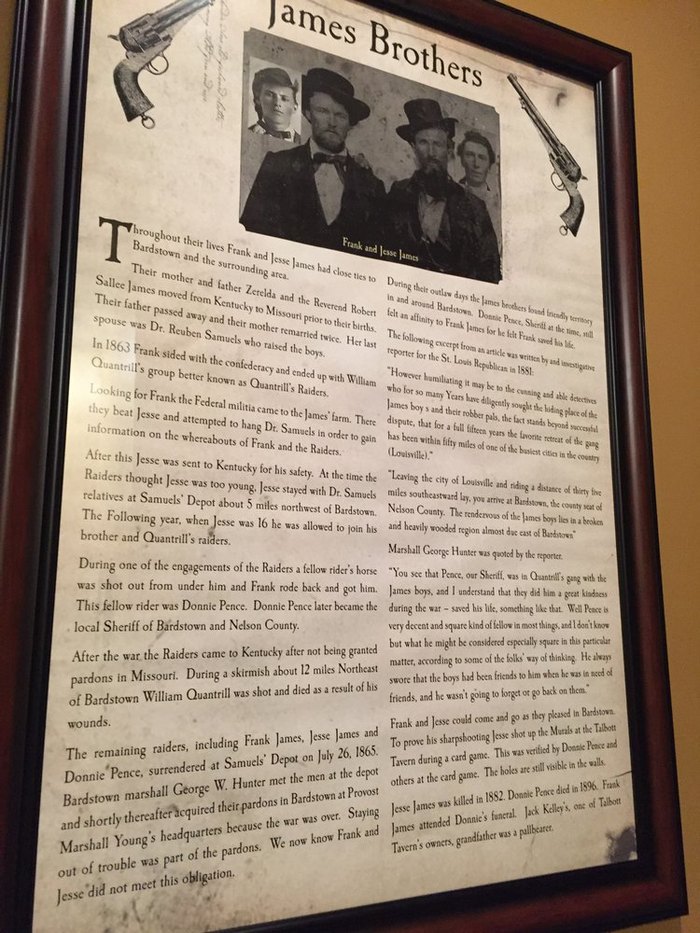 James Brothers
Frank and Jesse James
Throughout their lives Frank and Jesse James had close ties to
Bardstown and the surrounding area.
Their mother and father Zerelda and the Reverend Robert
Sallee James moved from Kentucky to Missouri prior to their births.
Their father passed away and their mother remarried twice. Her last
spouse was Dr. Reuben Samuels who raised the boys.
In 1863 Frank sided with the confederacy and ended up with William
Quantrill's group better known as Quantrill's Raiders.
Looking for Frank the Federal militia came to the James' farm. There
they beat Jesse and attempted to hang Dr. Samuels in order to gain
information on the whereabouts of Frank and the Raiders.
After this Jesse was sent to Kentucky for his safety. At the time the
Raiders thought Jesse was too young, Jesse stayed with Dr. Samuels
relatives at Samuels' Depot about 5 miles northwest of Bardstown.
The Following year, when Jesse was 16 he was allowed to join his
brother and Quantrill's raiders.
During one of the engagements of the Raiders a fellow rider's horse
was shot out from under him and Frank rode back and got him.
This fellow rider was Donnie Pence. Donnie Pence later became the
local Sheriff of Bardstown and Nelson County.
After the war the Raiders came to Kentucky after not being granted
pardons in Missouri. During a skirmish about 12 miles Northeast
of Bardstown William Quantrill was shot and died as a result of his
wounds.
The remaining raiders, including Frank James, Jesse James and
Donnie Pence, surrendered at Samuels' Depot on July 26, 1865.
Bardstown marshall George W. Hunter met the men at the depot
and shortly thereafter acquired their pardons in Bardstown at Provost
Marshall Young's headquarters because the war was over. Staying
out of trouble was part of the pardons. We now know Frank and
Jesse did not meet this obligation.
During their outlaw days the James brothers found friendly territory
in and around Bardstown. Donnie Pence, Sheriff at the time, still
felt an affinity to Frank James for he felt Frank saved his life.
The following excerpt from an article was written by and investigative
reporter for the St. Louis Republican in 1881:
"However humiliating it may be to the cunning and able detectives
who for so many Years have diligently sought the hiding place of the
James boy s and their robber pals, the fact stands beyond successful
dispute, that for a full fifteen years the favorite retreat of the gang
has been within fifty miles of one of the busiest cities in the country
(Louisville)."
"Leaving the city of Louisville and riding a distance of thirty five
miles southeastward lay, you arrive at Bardstown, the county seat of
Nelson County. The rendezvous of the James boys lies in a broken
and heavily wooded region almost due east of Bardstown"
Marshall George Hunter was quoted by the reporter.
"You see that Pence, our Sheriff, was in Quantrill's gang with the
James boys, and I understand that they did him a great kindness
during the war – saved his life, something like that. Well Pence is
very decent and square kind of fellow in most things, and I don't know
but what he might be considered especially square in this particular
matter, according to some of the folks' way of thinking. He always
swore that the boys had been friends to him when he was in need of
friends, and he wasn't going to forget or go back on them."
Frank and Jesse could come and go as they pleased in Bardstown.
To prove his sharpshooting Jesse shot up the Murals at the Talbott
Tavern during a card game. This was verified by Donnie Pence and
others at the card game. The holes are still visible in the walls.
Jesse James was killed in 1882. Donnie Pence died in 1896. Frank
James attended Donnie's funeral. Jack Kelley's, one of Talbott
Tavern's owners, grandfather was a pallbearer.